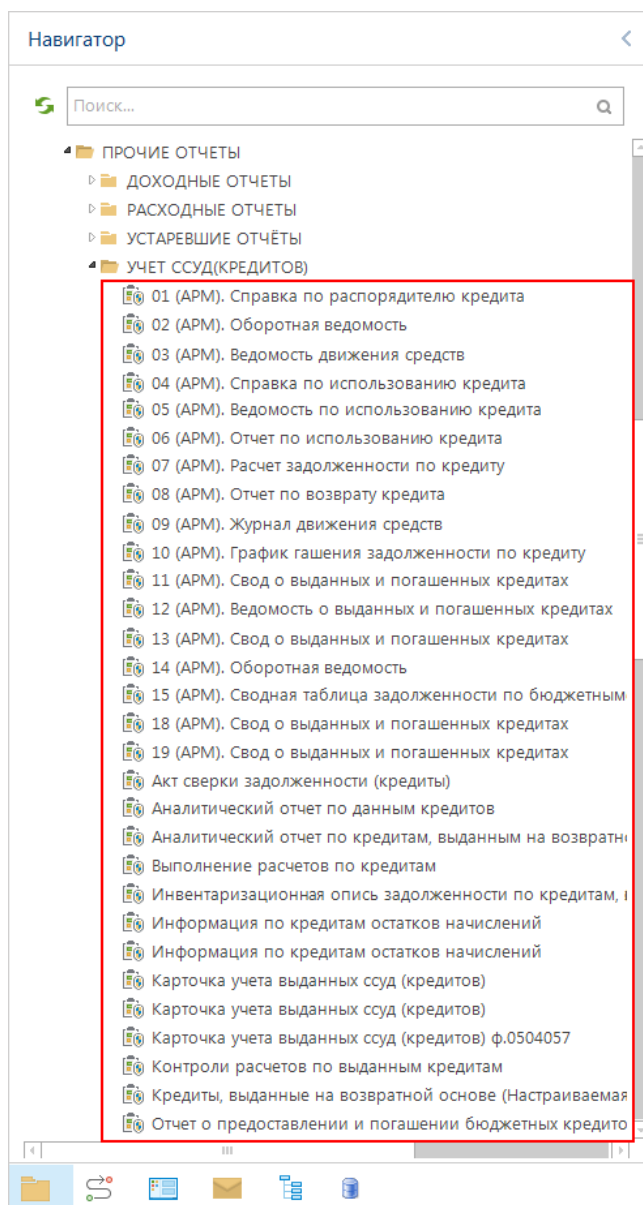 Навигатор
Поиск...
ПРОЧИЕ ОТЧЕТЫ
ДОХОДНЫЕ ОТЧЕТЫ
РАСХОДНЫЕ ОТЧЕТЫ
УСТАРЕВШИЕ ОТЧЁТЫ
УЧЕТ ССУД(КРЕДИТОВ)
01 (АРМ). Справка по распорядителю кредита
02 (АРМ). Оборотная ведомость
03 (АРМ). Ведомость движения средств
04 (АРМ). Справка по использованию кредита
05 (АРМ). Ведомость по использованию кредита
06 (АРМ). Отчет по использованию кредита
07 (АРМ). Расчет задолженности по кредиту
08 (АРМ). Отчет по возврату кредита
09 (АРМ). Журнал движения средств
10 (АРМ). График гашения задолженности по кредиту
11 (АРМ). Свод о выданных и погашенных кредитах
12 (АРМ). Ведомость о выданных и погашенных кредитах
13 (АРМ). Свод о выданных и погашенных кредитах
14 (АРМ). Оборотная ведомость
15 (АРМ). Сводная таблица задолженности по бюджетным
18 (АРМ). Свод о выданных и погашенных кредитах
19 (АРМ). Свод о выданных и погашенных кредитах
Акт сверки задолженности (кредиты)
Аналитический отчет по данным кредитов
Аналитический отчет по кредитам, выданным на возвратн
Выполнение расчетов по кредитам
Инвентаризационная опись задолженности по кредитам,
Информация по кредитам остатков начислений
Информация по кредитам остатков начислений
Карточка учета выданных ссуд (кредитов)
Карточка учета выданных ссуд (кредитов)
Карточка учета выданных ссуд (кредитов) ф.0504057
Контроли расчетов по выданным кредитам
Кредиты, выданные на возвратной основе (Настраиваемая
Отчет о предоставлении и погашении бюджетных кредито